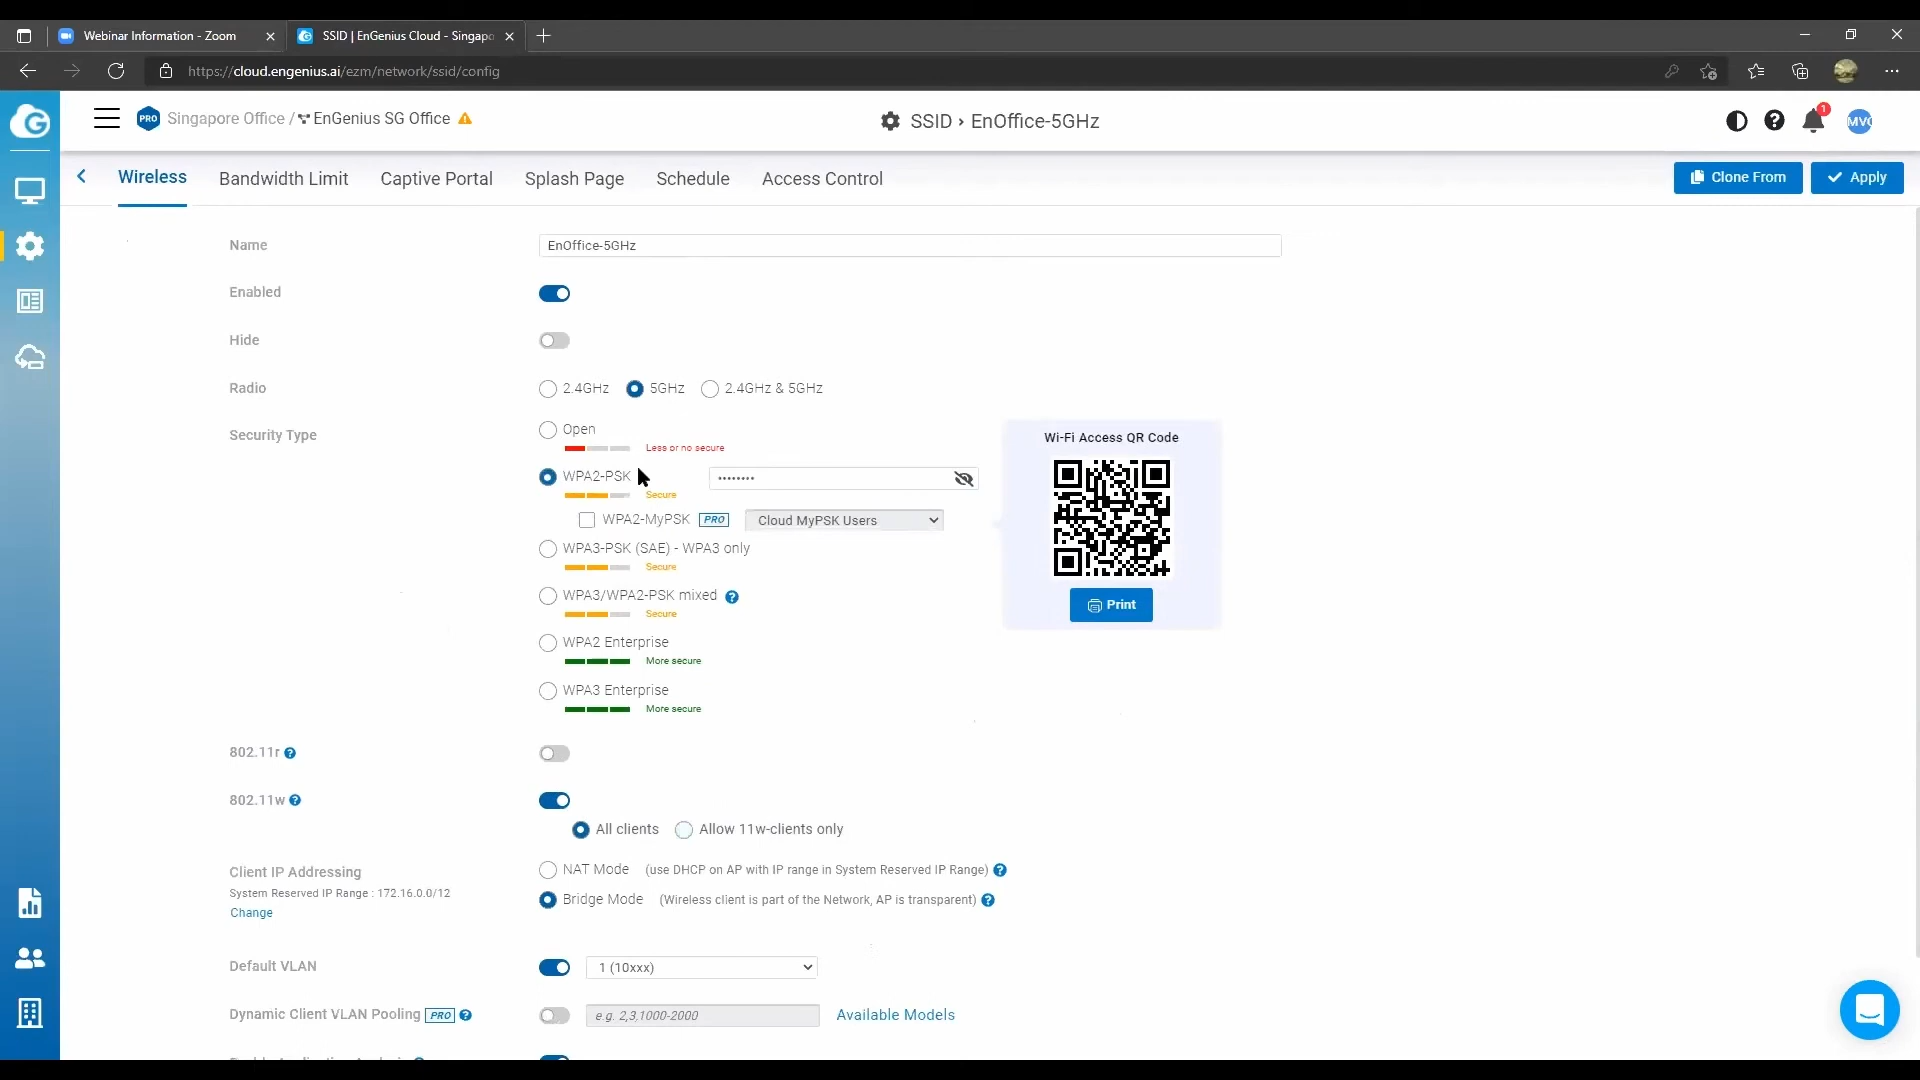 Webinar Information - Zoom
SSID | EnGenius Cloud - Singapo
https://cloud.engenius.ai/ezm/network/ssid/config
PRO Singapore Office / EnGenius SG Office
SSID › EnOffice-5GHz
1
MVC
Wireless Bandwidth Limit Captive Portal Splash Page Schedule Access Control
Clone From Apply
Name EnOffice-5GHz
Enabled
Hide
Radio 2.4GHz 5GHz 2.4GHz & 5GHz
Security Type Open
Less or no secure
WPA2-PSK ••••••••
Secure
WPA2-MyPSK PRO Cloud MyPSK Users
WPA3-PSK (SAE) - WPA3 only
Secure
WPA3/WPA2-PSK mixed ?
Secure
WPA2 Enterprise
More secure
WPA3 Enterprise
More secure
Wi-Fi Access QR Code
Print
802.11r ?
802.11w ?
All clients Allow 11w-clients only
Client IP Addressing NAT Mode (use DHCP on AP with IP range in System Reserved IP Range) ?
System Reserved IP Range : 172.16.0.0/12 Bridge Mode (Wireless client is part of the Network, AP is transparent) ?
Change
Default VLAN 1 (10xxx)
Dynamic Client VLAN Pooling PRO ? e.g. 2,3,1000-2000 Available Models